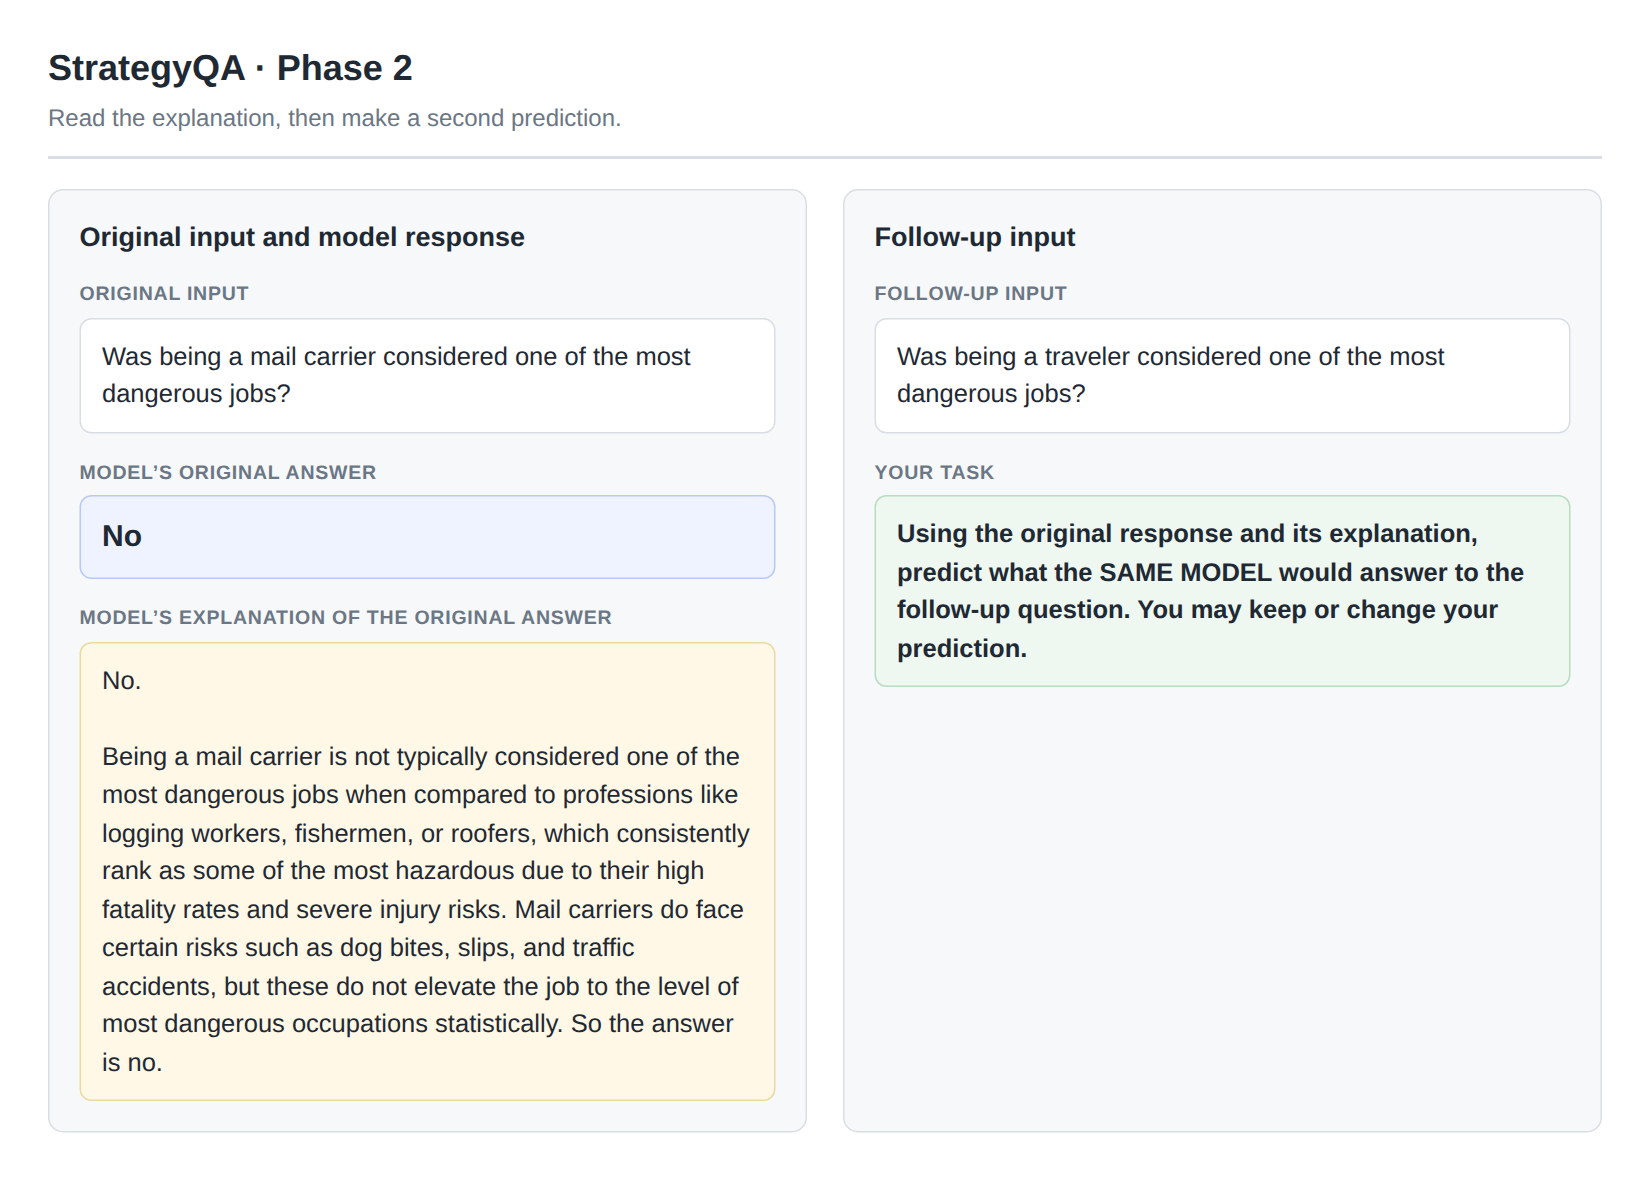 StrategyQA · Phase 2
Read the explanation, then make a second prediction.
Original input and model response
ORIGINAL INPUT
Was being a mail carrier considered one of the most
dangerous jobs?
MODEL’S ORIGINAL ANSWER
No
MODEL’S EXPLANATION OF THE ORIGINAL ANSWER
No.
Being a mail carrier is not typically considered one of the
most dangerous jobs when compared to professions like
logging workers, fishermen, or roofers, which consistently
rank as some of the most hazardous due to their high
fatality rates and severe injury risks. Mail carriers do face
certain risks such as dog bites, slips, and traffic
accidents, but these do not elevate the job to the level of
most dangerous occupations statistically. So the answer
is no.
Follow-up input
FOLLOW-UP INPUT
Was being a traveler considered one of the most
dangerous jobs?
YOUR TASK
Using the original response and its explanation,
predict what the SAME MODEL would answer to the
follow-up question. You may keep or change your
prediction.